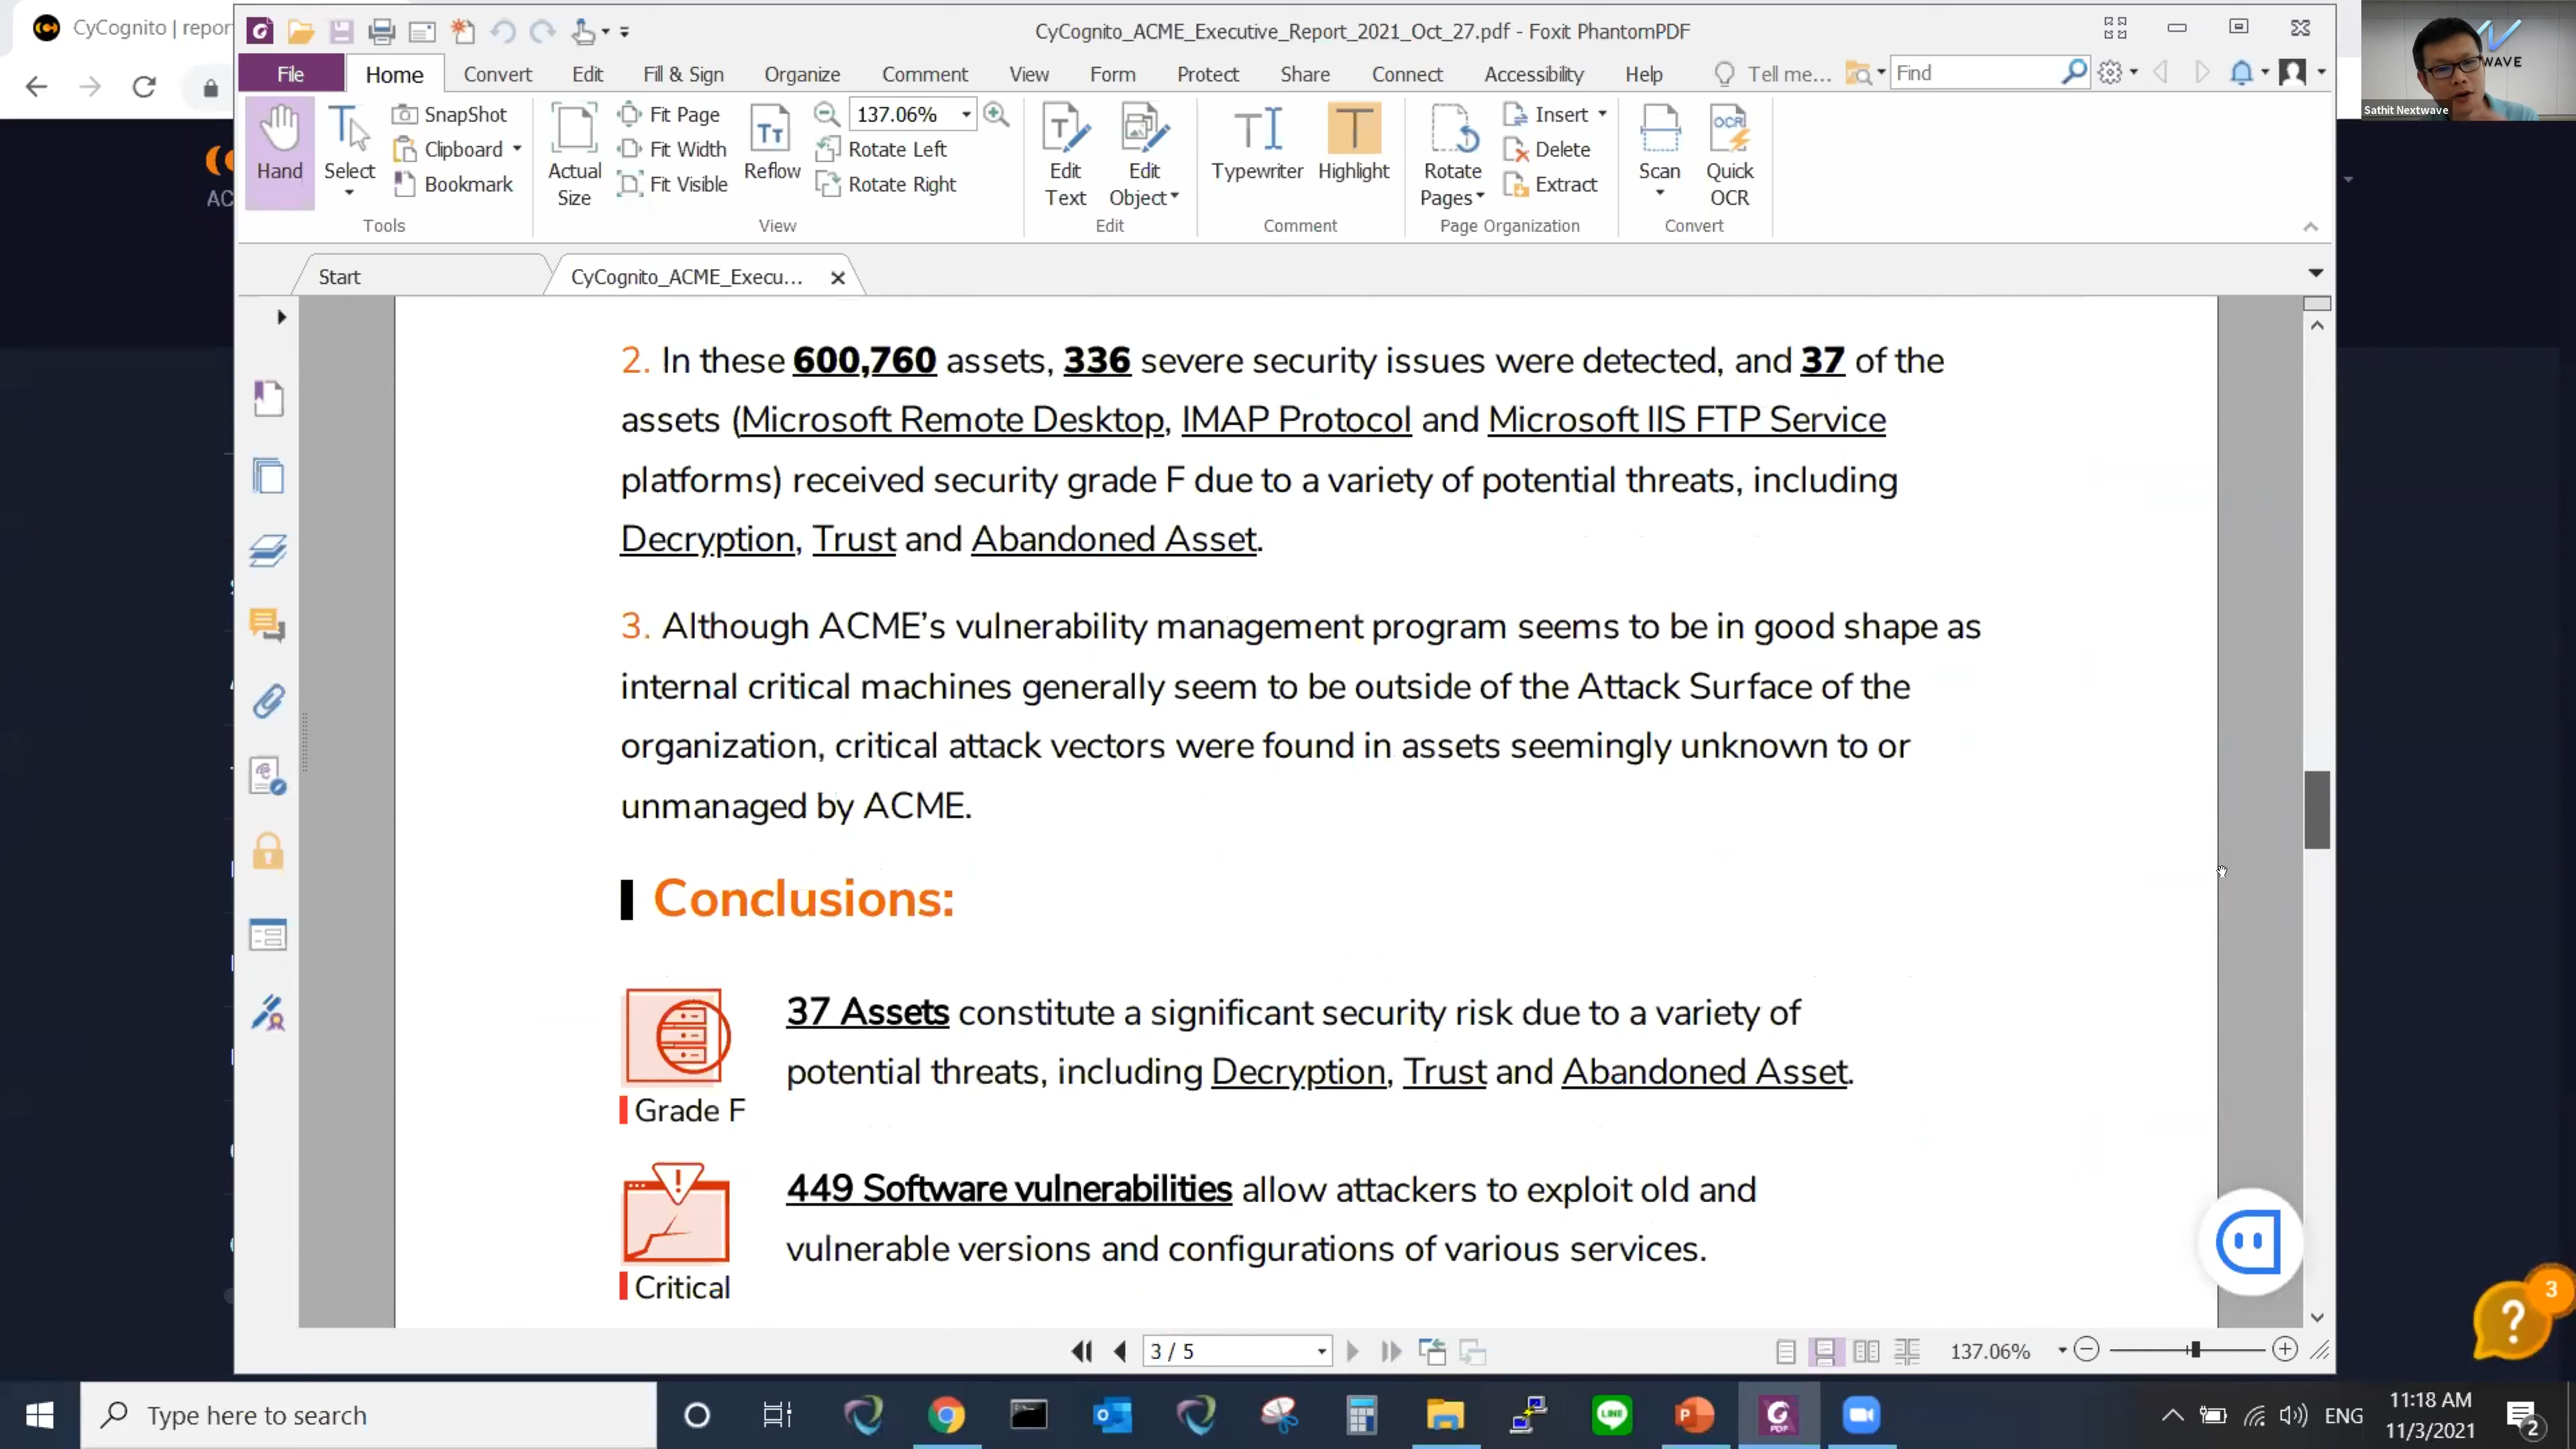 CyCognito | repor
CyCognito_ACME_Executive_Report_2021_Oct_27.pdf - Foxit PhantomPDF
WAVE
Sathit Nextwave
File Home Convert Edit Fill & Sign Organize Comment View Form Protect Share Connect Accessibility Help Tell me... Find
Hand
Select
SnapShot
Clipboard
Bookmark
Tools
Actual
Size
Fit Page
Fit Width
Fit Visible
Reflow
137.06%
Rotate Left
Rotate Right
View
Edit
Text
Edit
Object
Edit
Typewriter
Highlight
Comment
Rotate
Pages
Insert
Delete
Extract
Page Organization
Scan
Quick
OCR
Convert
AC
Start
CyCognito_ACME_Execu...
2. In these 600,760 assets, 336 severe security issues were detected, and 37 of the
assets (Microsoft Remote Desktop, IMAP Protocol and Microsoft IIS FTP Service
platforms) received security grade F due to a variety of potential threats, including
Decryption, Trust and Abandoned Asset.
3. Although ACME's vulnerability management program seems to be in good shape as
internal critical machines generally seem to be outside of the Attack Surface of the
organization, critical attack vectors were found in assets seemingly unknown to or
unmanaged by ACME.
Conclusions:
37 Assets constitute a significant security risk due to a variety of
potential threats, including Decryption, Trust and Abandoned Asset.
Grade F
449 Software vulnerabilities allow attackers to exploit old and
vulnerable versions and configurations of various services.
Critical
3
?
3 / 5
137.06%
Type here to search
ENG
11:18 AM
11/3/2021
2